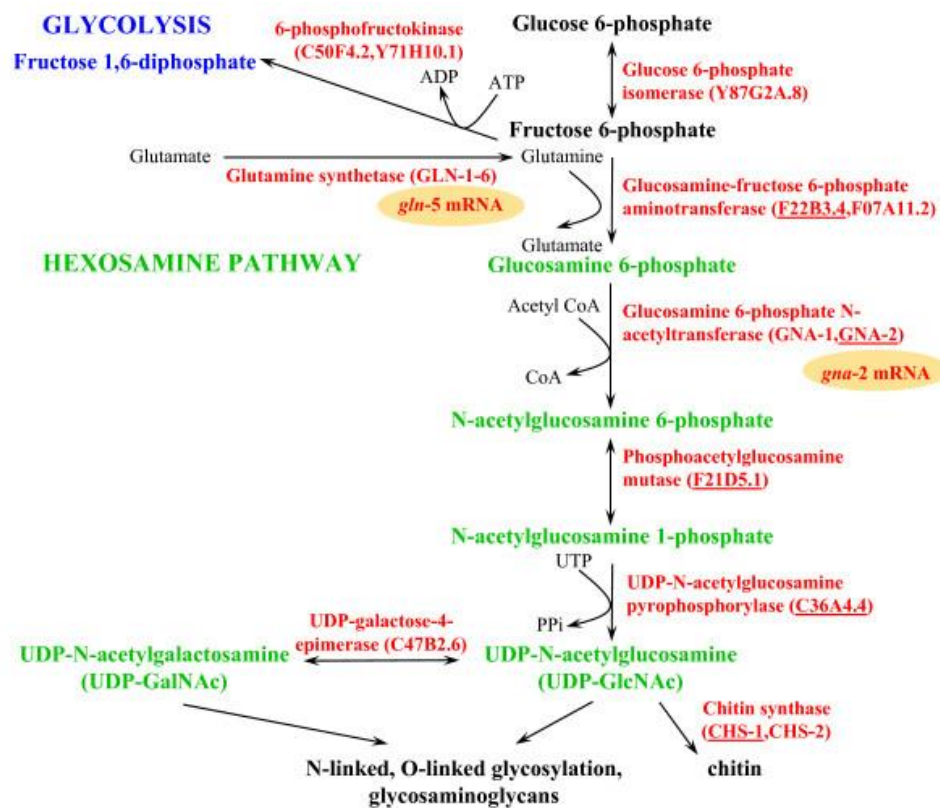 GLYCOLYSIS
Fructose 1,6-diphosphate
6-phosphofructokinase
(C50F4.2,Y71H10.1)
ADP
ATP
Glucose 6-phosphate
Glucose 6-phosphate
isomerase (Y87G2A.8)
Fructose 6-phosphate
Glutamate
Glutamine
Glutamine synthetase (GLN-1-6)
gln-5 mRNA
Glucosamine-fructose 6-phosphate
aminotransferase (F22B3.4,F07A11.2)
Glutamate
HEXOSAMINE PATHWAY
Glucosamine 6-phosphate
Acetyl CoA
Glucosamine 6-phosphate N-
acetyltransferase (GNA-1,GNA-2)
CoA
gna-2 mRNA
N-acetylglucosamine 6-phosphate
Phosphoacetylglucosamine
mutase (F21D5.1)
N-acetylglucosamine 1-phosphate
UTP
UDP-N-acetylglucosamine
pyrophosphorylase (C36A4.4)
PPi
UDP-galactose-4-
epimerase (C47B2.6)
UDP-N-acetylgalactosamine
(UDP-GalNAc)
UDP-N-acetylglucosamine
(UDP-GlcNAc)
Chitin synthase
(CHS-1,CHS-2)
N-linked, O-linked glycosylation,
glycosaminoglycans
chitin